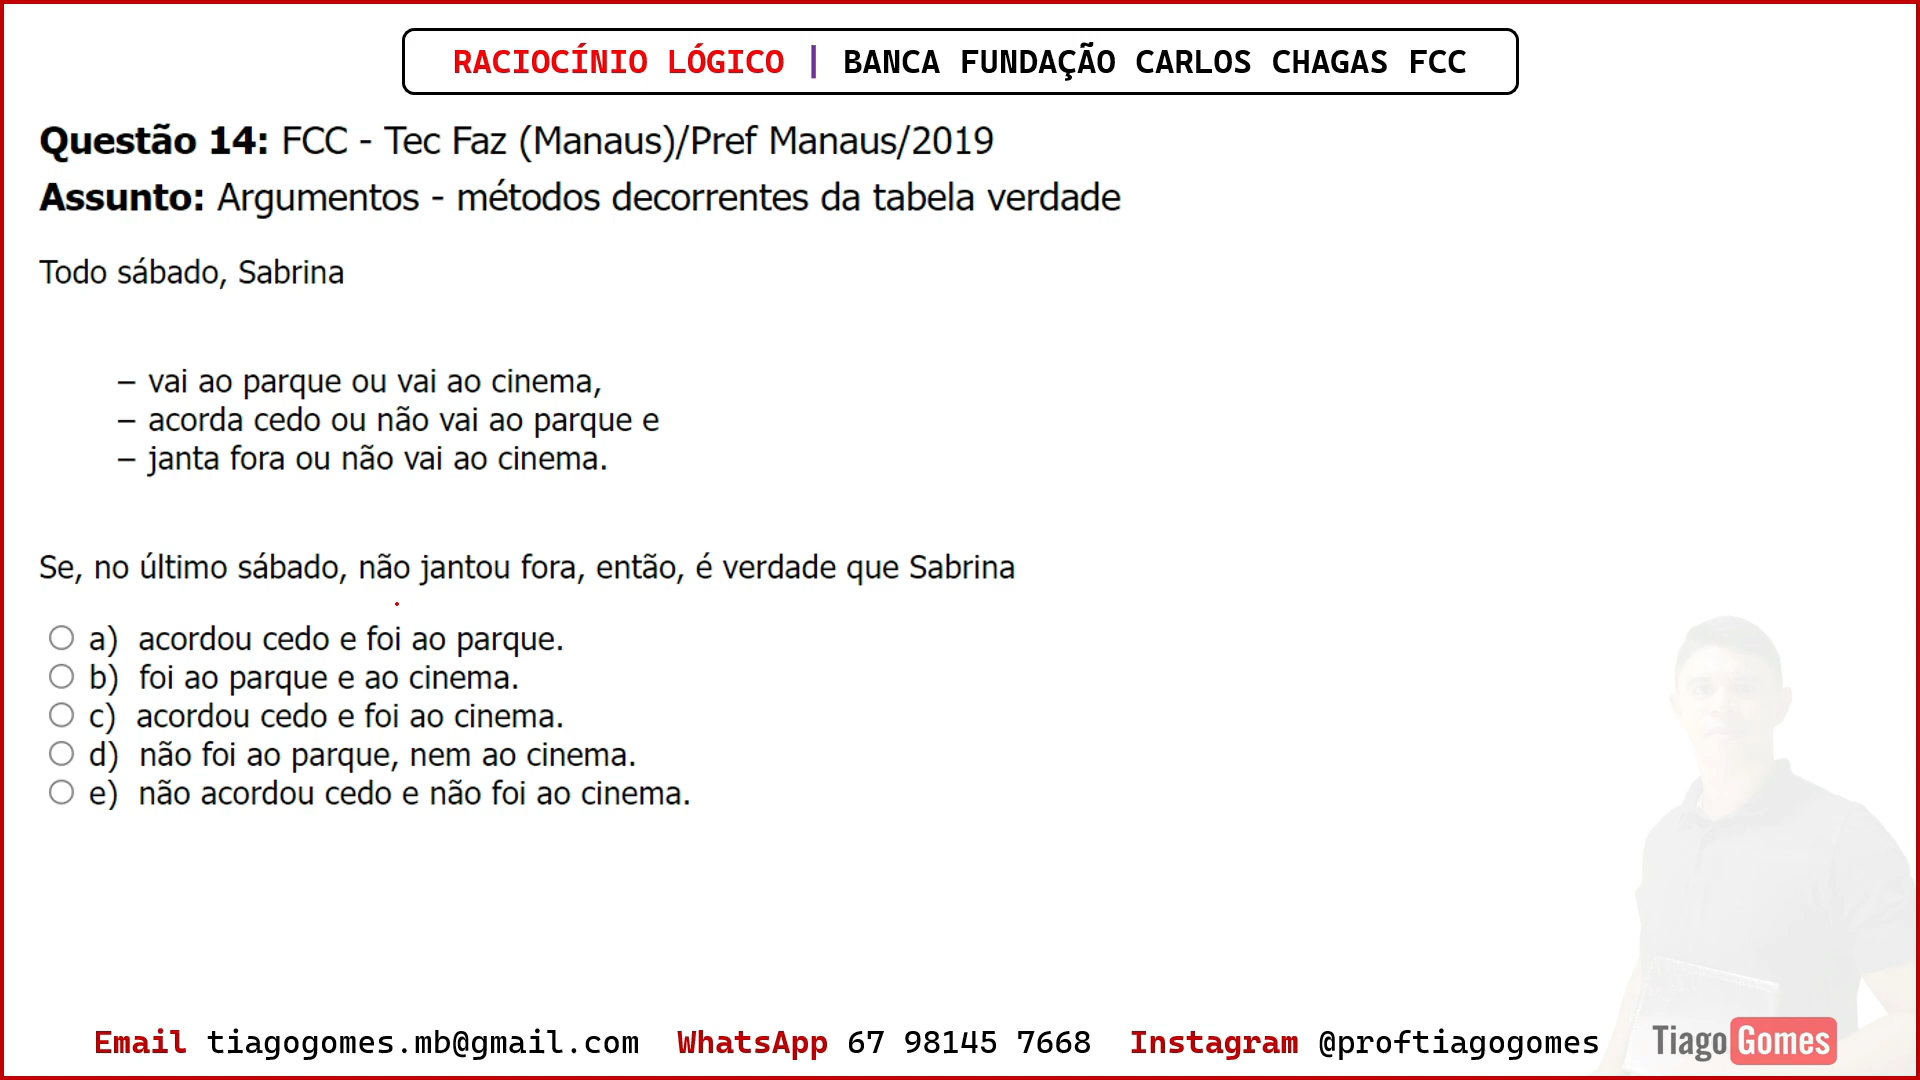 RACIOCÍNIO LÓGICO | BANCA FUNDAÇÃO CARLOS CHAGAS FCC
Questão 14: FCC - Tec Faz (Manaus)/Pref Manaus/2019
Assunto: Argumentos - métodos decorrentes da tabela verdade
Todo sábado, Sabrina
– vai ao parque ou vai ao cinema,
– acorda cedo ou não vai ao parque e
– janta fora ou não vai ao cinema.
Se, no último sábado, não jantou fora, então, é verdade que Sabrina
a) acordou cedo e foi ao parque.
b) foi ao parque e ao cinema.
c) acordou cedo e foi ao cinema.
d) não foi ao parque, nem ao cinema.
e) não acordou cedo e não foi ao cinema.
Email tiagogomes.mb@gmail.com WhatsApp 67 98145 7668 Instagram @proftiagogomes Tiago Gomes